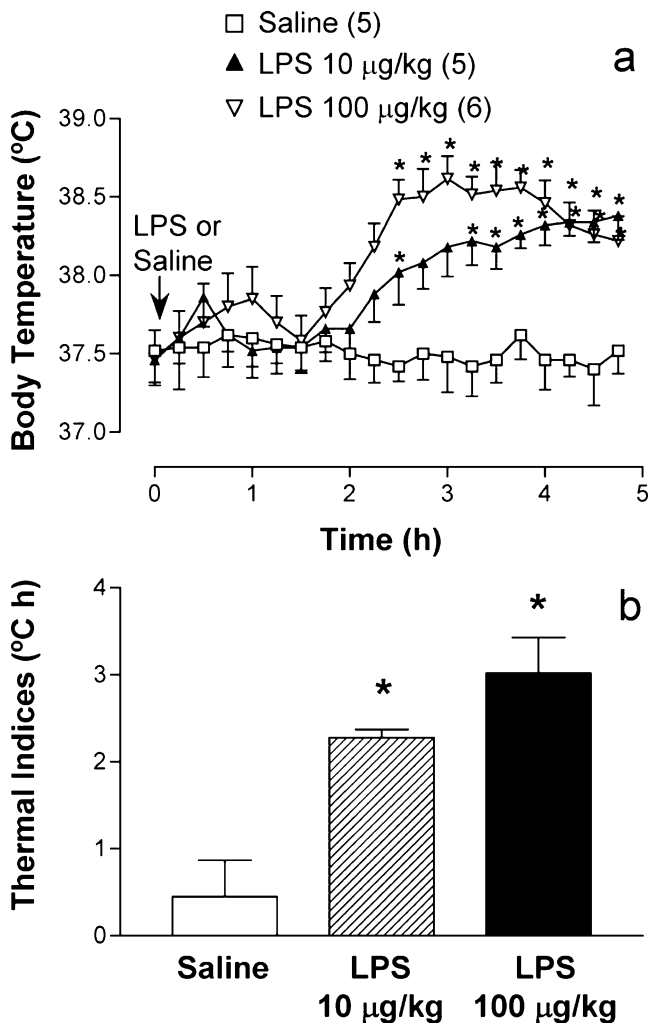 Saline (5)
LPS 10 μg/kg (5)
LPS 100 μg/kg (6)
a
Body Temperature (ºC)
39.0
38.5
38.0
37.5
37.0
LPS or
Saline
* * * * * * * * * *
* * * * * * * *
0 1 2 3 4 5
Time (h)
b
Thermal Indices (ºC h)
4
3
2
1
0
*
*
Saline
LPS
10 μg/kg
LPS
100 μg/kg